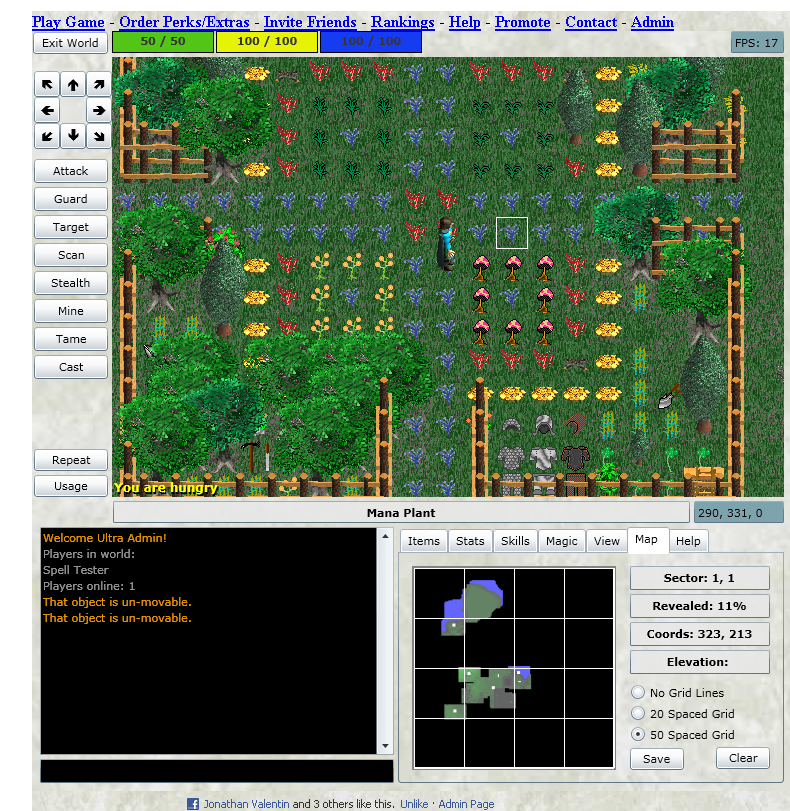 Play Game - Order Perks/Extras - Invite Friends - Rankings - Help - Promote - Contact - Admin
Exit World
50 / 50
100 / 100
100 / 100
FPS: 17
Attack
Guard
Target
Scan
Stealth
Mine
Tame
Cast
Repeat
Usage
You are hungry
Mana Plant
290, 331, 0
Welcome Ultra Admin!
Players in world:
Spell Tester
Players online: 1
That object is un-movable.
That object is un-movable.
Items
Stats
Skills
Magic
View
Map
Help
Sector: 1, 1
Revealed: 11%
Coords: 323, 213
Elevation:
No Grid Lines
20 Spaced Grid
50 Spaced Grid
Save
Clear
Jonathan Valentin and 3 others like this. Unlike · Admin Page